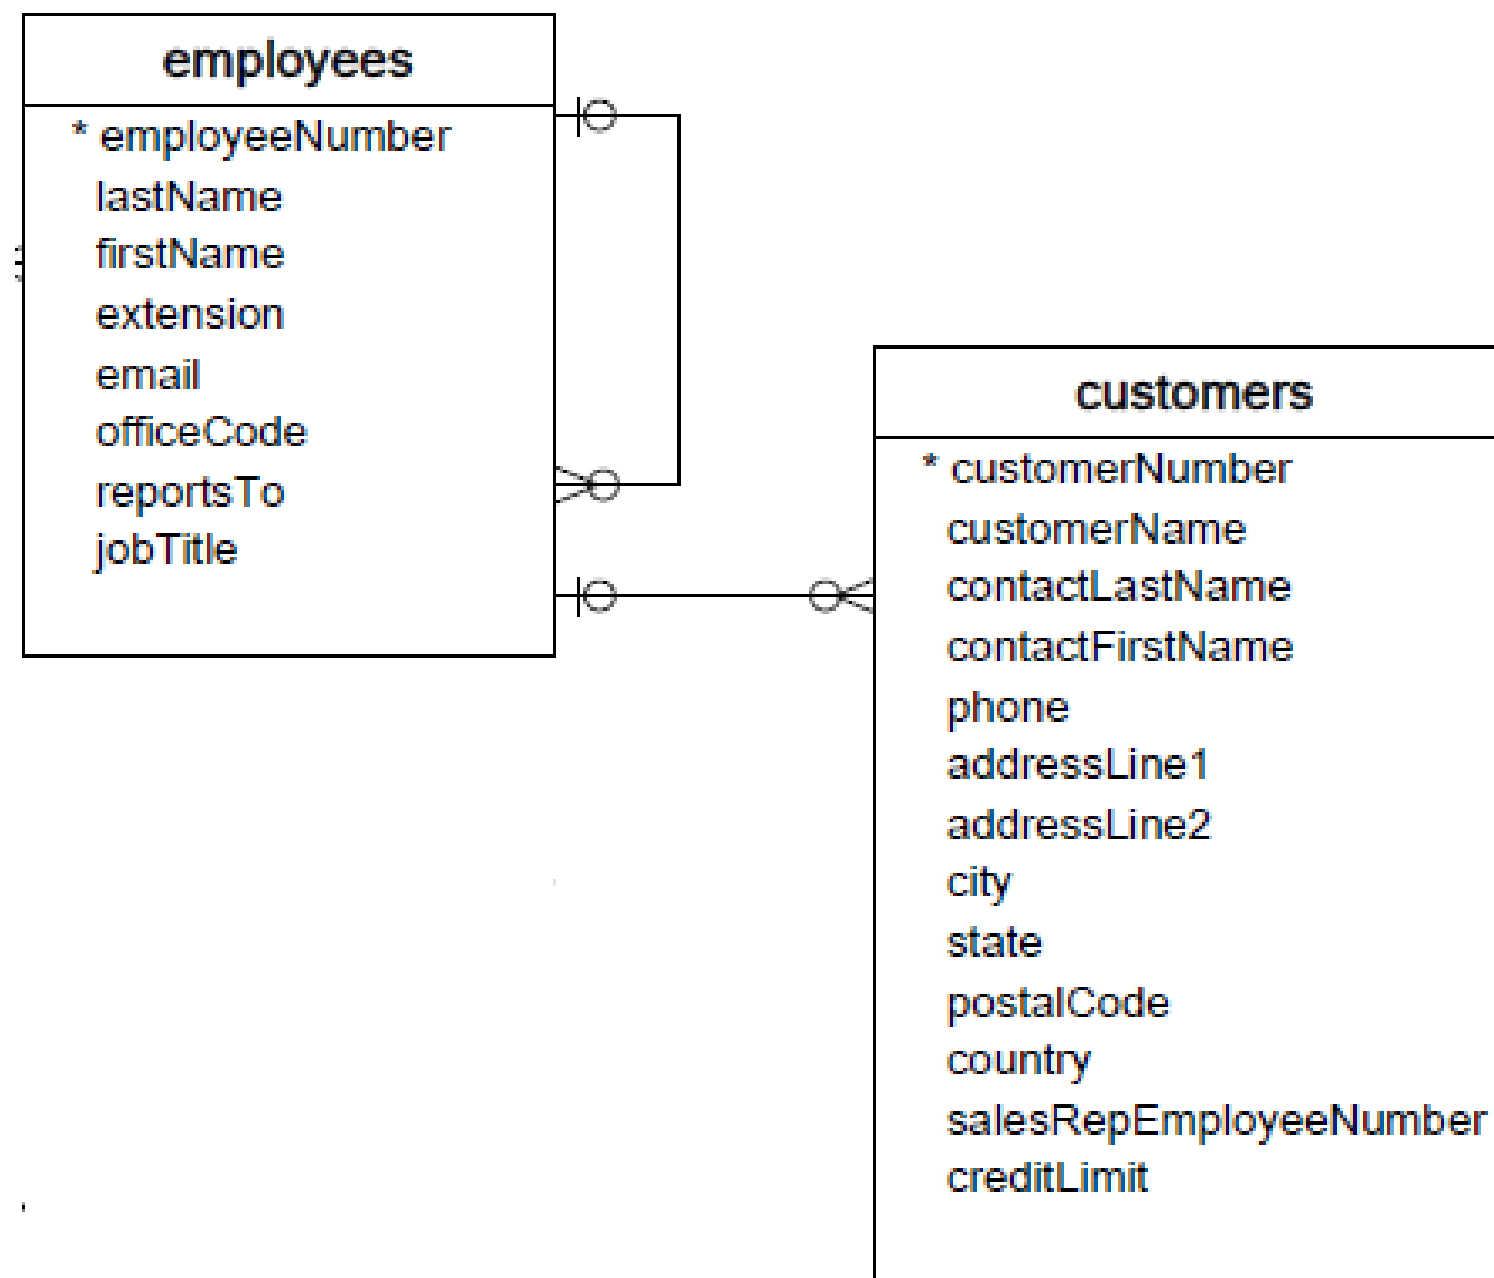 employees
* employeeNumber
lastName
firstName
extension
email
officeCode
reportsTo
jobTitle
customers
* customerNumber
customerName
contactLastName
contactFirstName
phone
addressLine1
addressLine2
city
state
postalCode
country
salesRepEmployeeNumber
creditLimit